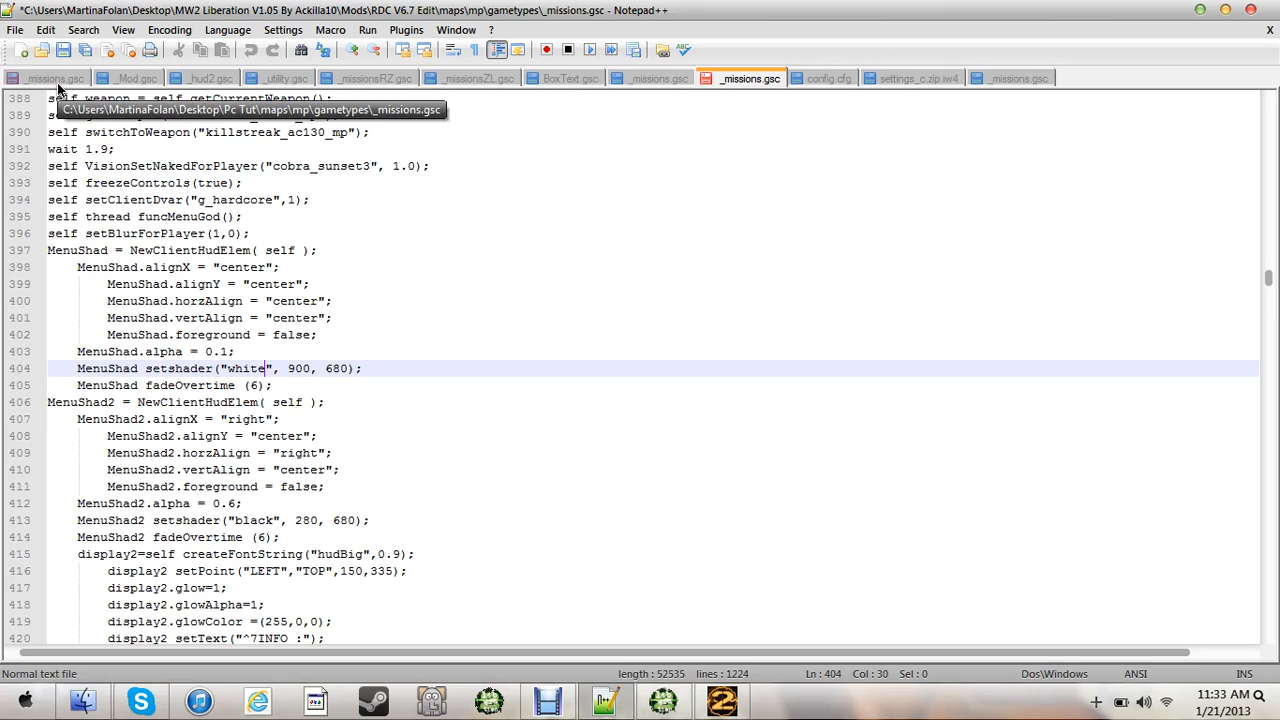 *C:\Users\MartinaFolan\Desktop\MW2 Liberation V1.05 By Ackilla10\Mods\RDC V6.7 Edit\maps\mp\gametypes\_missions.gsc - Notepad++
File Edit Search View Encoding Language Settings Macro Run Plugins Window ?
_missions.gsc _Mod.gsc _hud2.gsc _utility.gsc _missionsRZ.gsc _missionsZL.gsc BoxText.gsc _missions.gsc _missions.gsc config.cfg settings_c.zip.iw4 _missions.gsc
388 self weapon = self getCurrentWeapon();
C:\Users\MartinaFolan\Desktop\Pc Tut\maps\mp\gametypes\_missions.gsc
389
390 self switchToWeapon("killstreak_ac130_mp");
391 wait 1.9;
392 self VisionSetNakedForPlayer("cobra_sunset3", 1.0);
393 self freezeControls(true);
394 self setClientDvar("g_hardcore",1);
395 self thread funcMenuGod();
396 self setBlurForPlayer(1,0);
397 MenuShad = NewClientHudElem( self );
398 MenuShad.alignX = "center";
399 MenuShad.alignY = "center";
400 MenuShad.horzAlign = "center";
401 MenuShad.vertAlign = "center";
402 MenuShad.foreground = false;
403 MenuShad.alpha = 0.1;
404 MenuShad setshader("white", 900, 680);
405 MenuShad fadeOvertime (6);
406 MenuShad2 = NewClientHudElem( self );
407 MenuShad2.alignX = "right";
408 MenuShad2.alignY = "center";
409 MenuShad2.horzAlign = "right";
410 MenuShad2.vertAlign = "center";
411 MenuShad2.foreground = false;
412 MenuShad2.alpha = 0.6;
413 MenuShad2 setshader("black", 280, 680);
414 MenuShad2 fadeOvertime (6);
415 display2=self createFontString("hudBig",0.9);
416 display2 setPoint("LEFT","TOP",150,335);
417 display2.glow=1;
418 display2.glowAlpha=1;
419 display2.glowColor =(255,0,0);
420 display2 setText("^7INFO :");
Normal text file length : 52535 lines : 1224 Ln : 404 Col : 30 Sel : 0 Dos\Windows ANSI INS
11:33 AM
1/21/2013